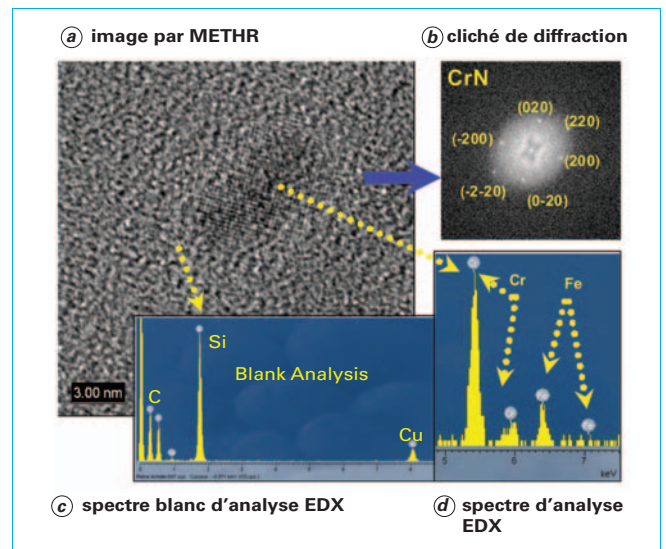 a image par METHR
b cliché de diffraction
CrN
(020)
(220)
(-200)
(200)
(-2-20)
(0-20)
Cr
Fe
Si
Blank Analysis
C
Cu
3.00 nm
5
6
7
keV
c spectre blanc d'analyse EDX
d spectre d'analyse
EDX